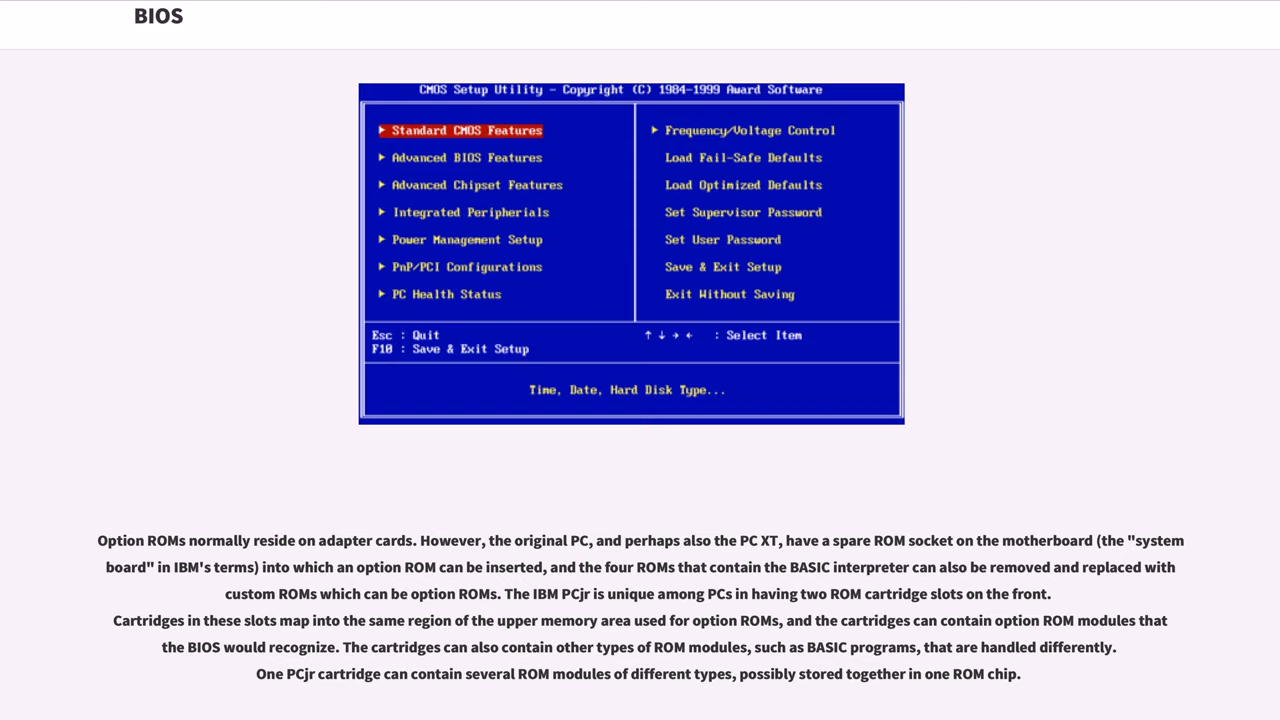 BIOS
CMOS Setup Utility - Copyright (C) 1984-1999 Award Software
Standard CMOS Features
Advanced BIOS Features
Advanced Chipset Features
Integrated Peripherials
Power Management Setup
PnP/PCI Configurations
PC Health Status
Frequency/Voltage Control
Load Fail-Safe Defaults
Load Optimized Defaults
Set Supervisor Password
Set User Password
Save & Exit Setup
Exit Without Saving
Esc : Quit
F10 : Save & Exit Setup
↑ ↓ → ← : Select Item
Time, Date, Hard Disk Type...
Option ROMs normally reside on adapter cards. However, the original PC, and perhaps also the PC XT, have a spare ROM socket on the motherboard (the "system
board" in IBM's terms) into which an option ROM can be inserted, and the four ROMs that contain the BASIC interpreter can also be removed and replaced with
custom ROMs which can be option ROMs. The IBM PCjr is unique among PCs in having two ROM cartridge slots on the front.
Cartridges in these slots map into the same region of the upper memory area used for option ROMs, and the cartridges can contain option ROM modules that
the BIOS would recognize. The cartridges can also contain other types of ROM modules, such as BASIC programs, that are handled differently.
One PCjr cartridge can contain several ROM modules of different types, possibly stored together in one ROM chip.